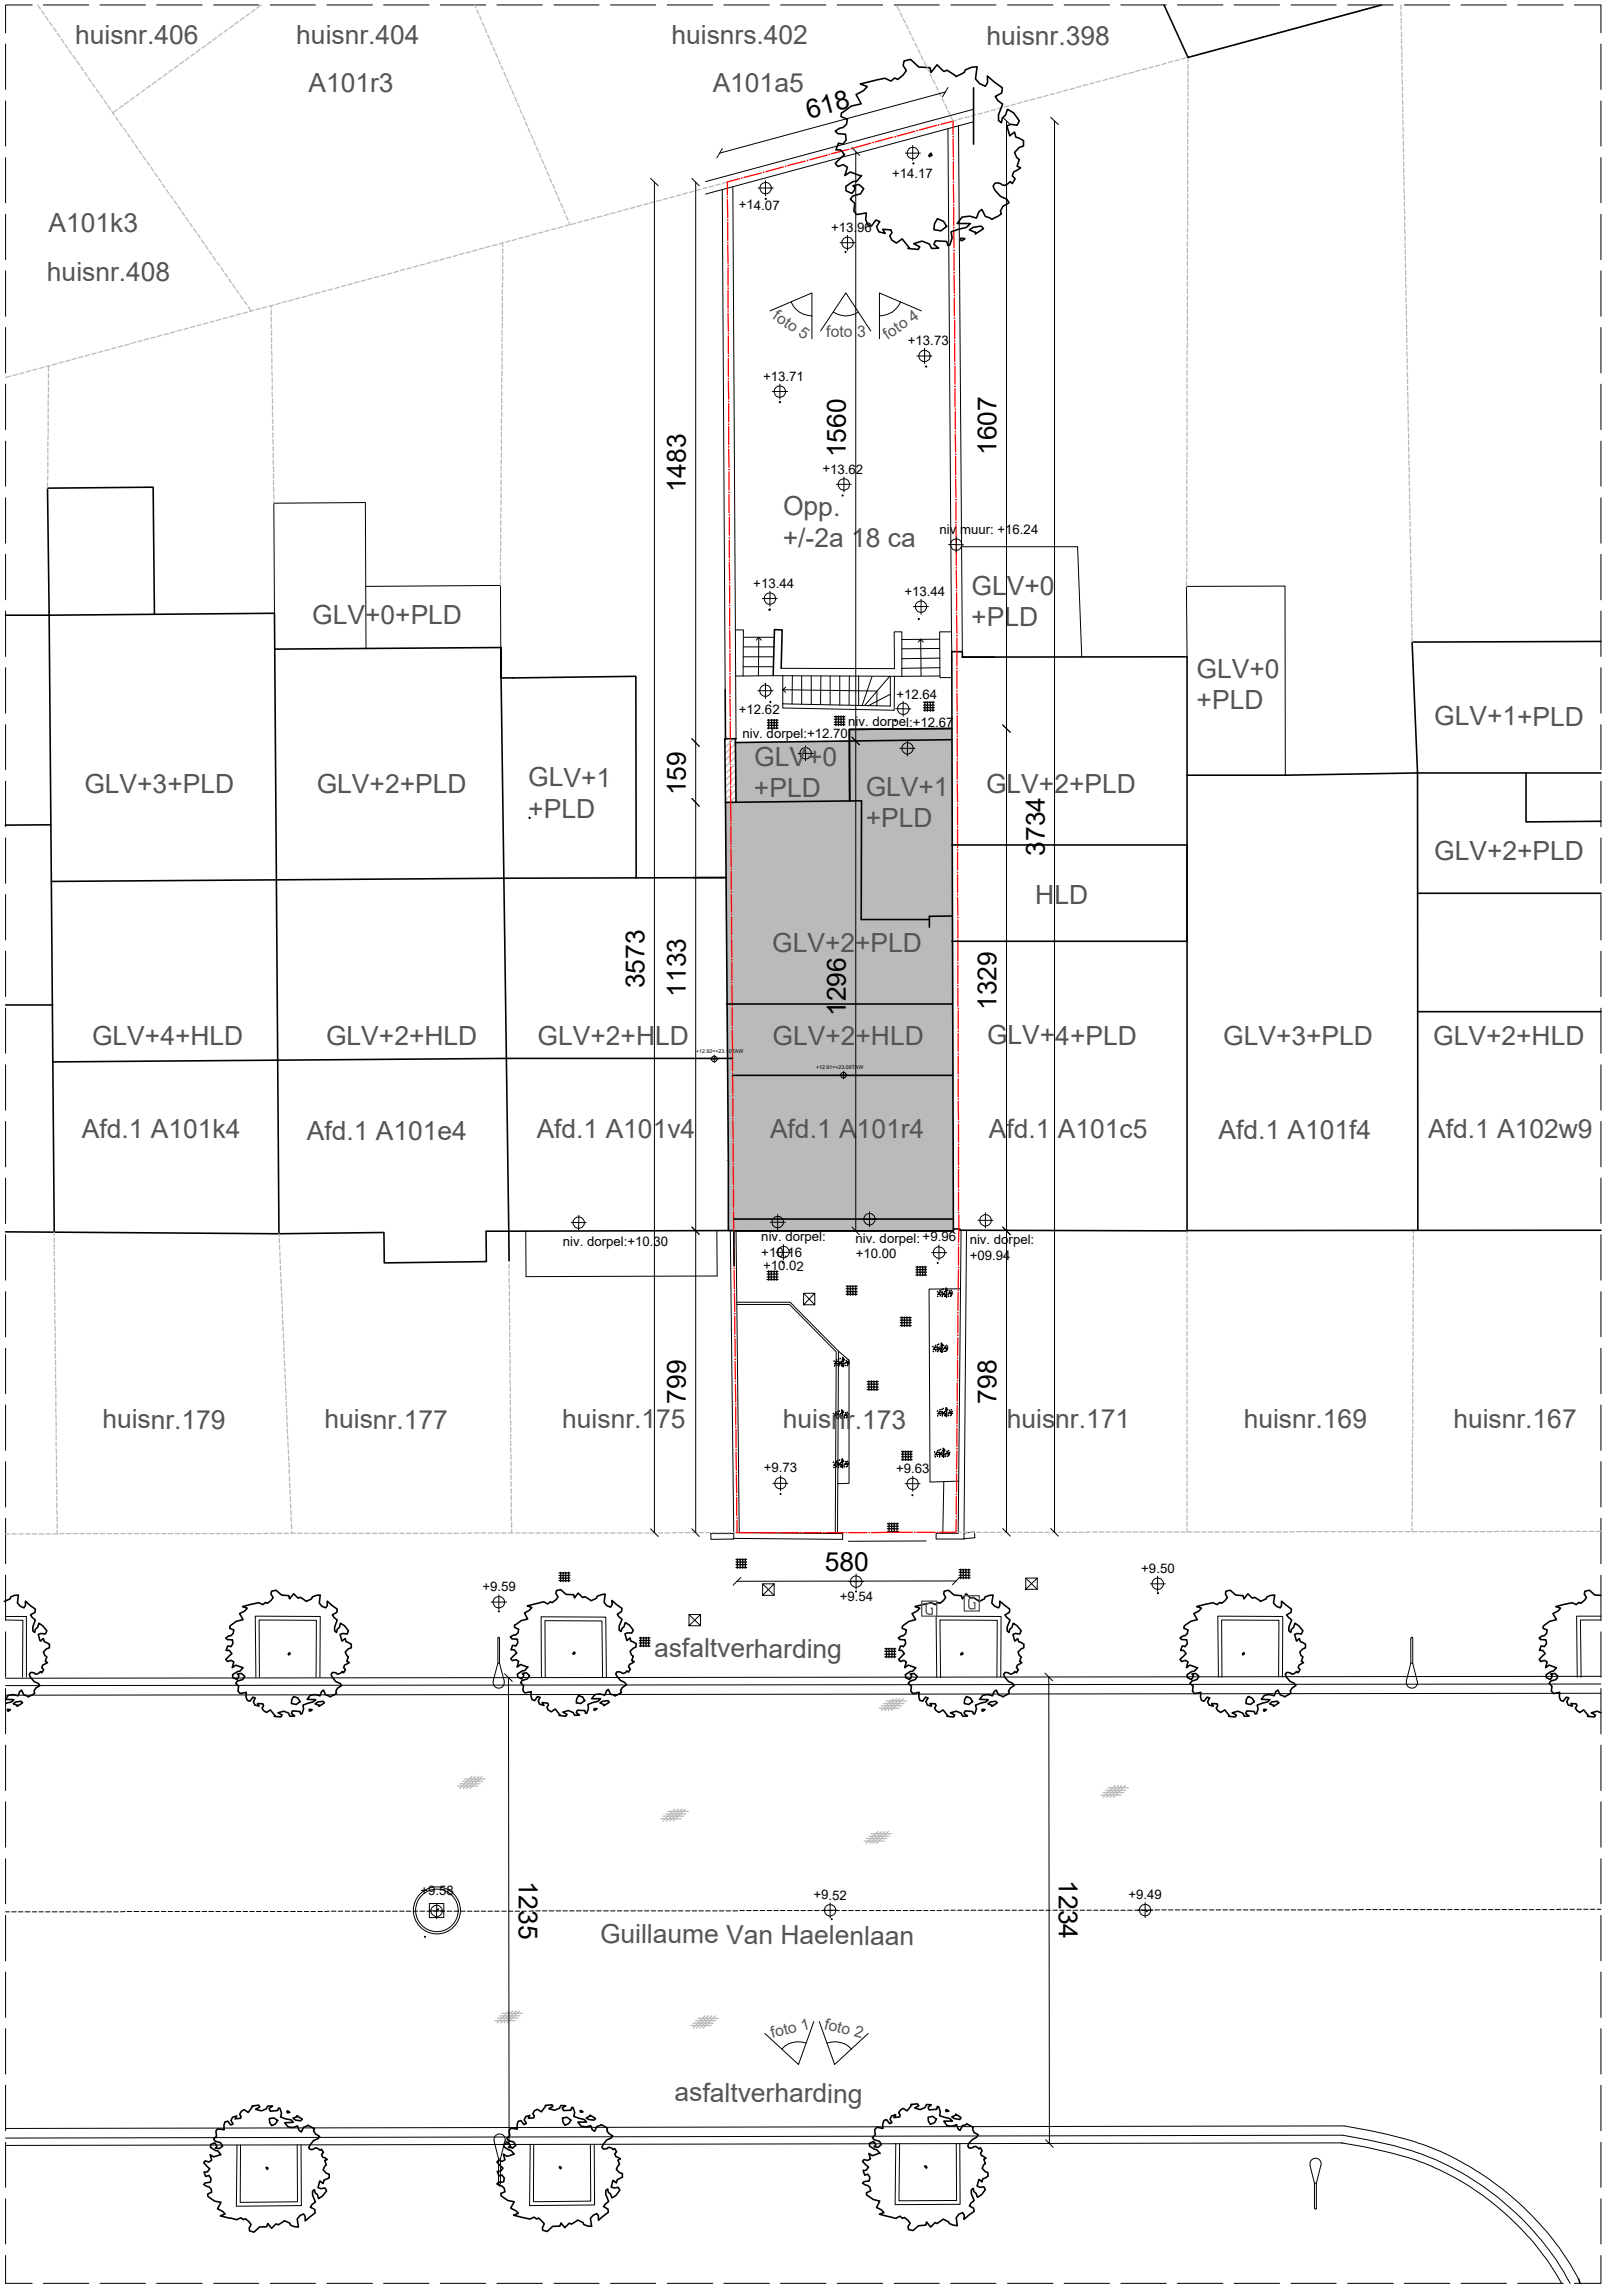 huisnr.406
huisnr.404
huisnrs.402
huisnr.398
A101r3
A101a5
618
+14.17
+14.07
A101k3
+13.96
huisnr.408
foto 5
foto 3
foto 4
+13.73
+13.71
1483
1560
1607
+13.62
Opp.
+/-2a 18 ca
niv muur: +16.24
+13.44
+13.44
GLV+0
+PLD
GLV+0+PLD
GLV+0
+PLD
+12.62
+12.64
niv. dorpel:+12.70
niv. dorpel:+12.67
GLV+1+PLD
159
GLV+3+PLD
GLV+2+PLD
GLV+1
+PLD
GLV+0
+PLD
GLV+1
+PLD
GLV+2+PLD
3734
GLV+2+PLD
HLD
3573
1133
GLV+2+PLD
1296
1329
GLV+4+HLD
GLV+2+HLD
GLV+2+HLD
GLV+2+HLD
GLV+4+PLD
GLV+3+PLD
GLV+2+HLD
Afd.1 A101k4
Afd.1 A101e4
Afd.1 A101v4
Afd.1 A101r4
Afd.1 A101c5
Afd.1 A101f4
Afd.1 A102w9
niv. dorpel:+10.30
niv. dorpel:
+10.16
+10.02
niv. dorpel:
+10.00
+9.96
niv. dorpel:
+09.94
799
798
huisnr.179
huisnr.177
huisnr.175
huisnr.173
huisnr.171
huisnr.169
huisnr.167
+9.73
+9.63
580
+9.59
+9.54
+9.50
G
G
asfaltverharding
+9.58
1235
+9.52
1234
+9.49
Guillaume Van Haelenlaan
foto 1
foto 2
asfaltverharding